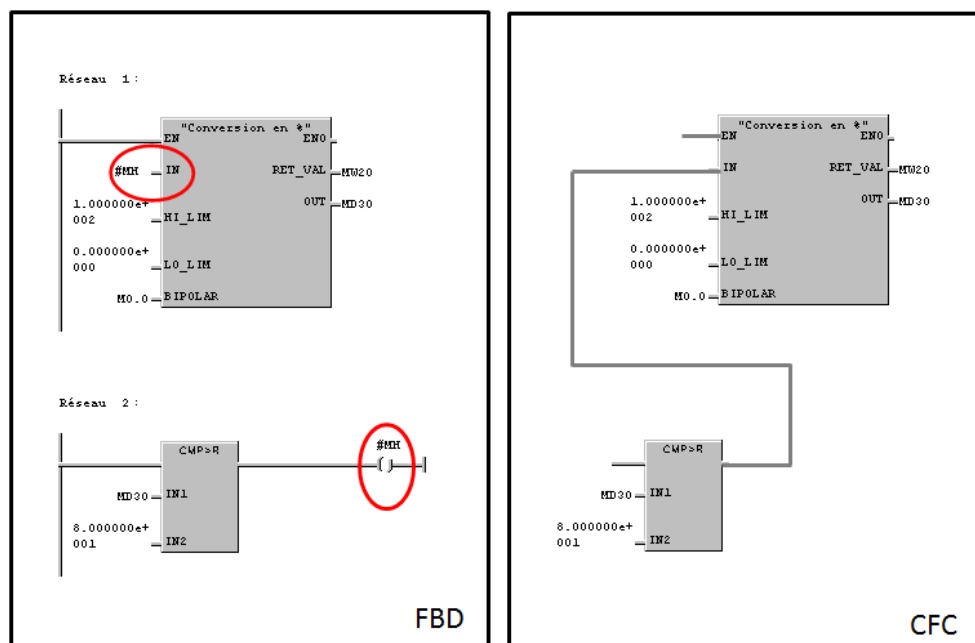 Réseau 1:
"Conversion en %"
EN ENO
#MH IN RET_VAL MW20
OUT MD30
1.000000e+
002 HI_LIM
0.000000e+
000 LO_LIM
M0.0 BIPOLAR
Réseau 2:
#MH
CMP>R
( )
MD30 IN1
8.000000e+
001 IN2
FBD
"Conversion en %"
EN ENO
IN RET_VAL MW20
OUT MD30
1.000000e+
002 HI_LIM
0.000000e+
000 LO_LIM
M0.0 BIPOLAR
CMP>R
MD30 IN1
8.000000e+
001 IN2
CFC